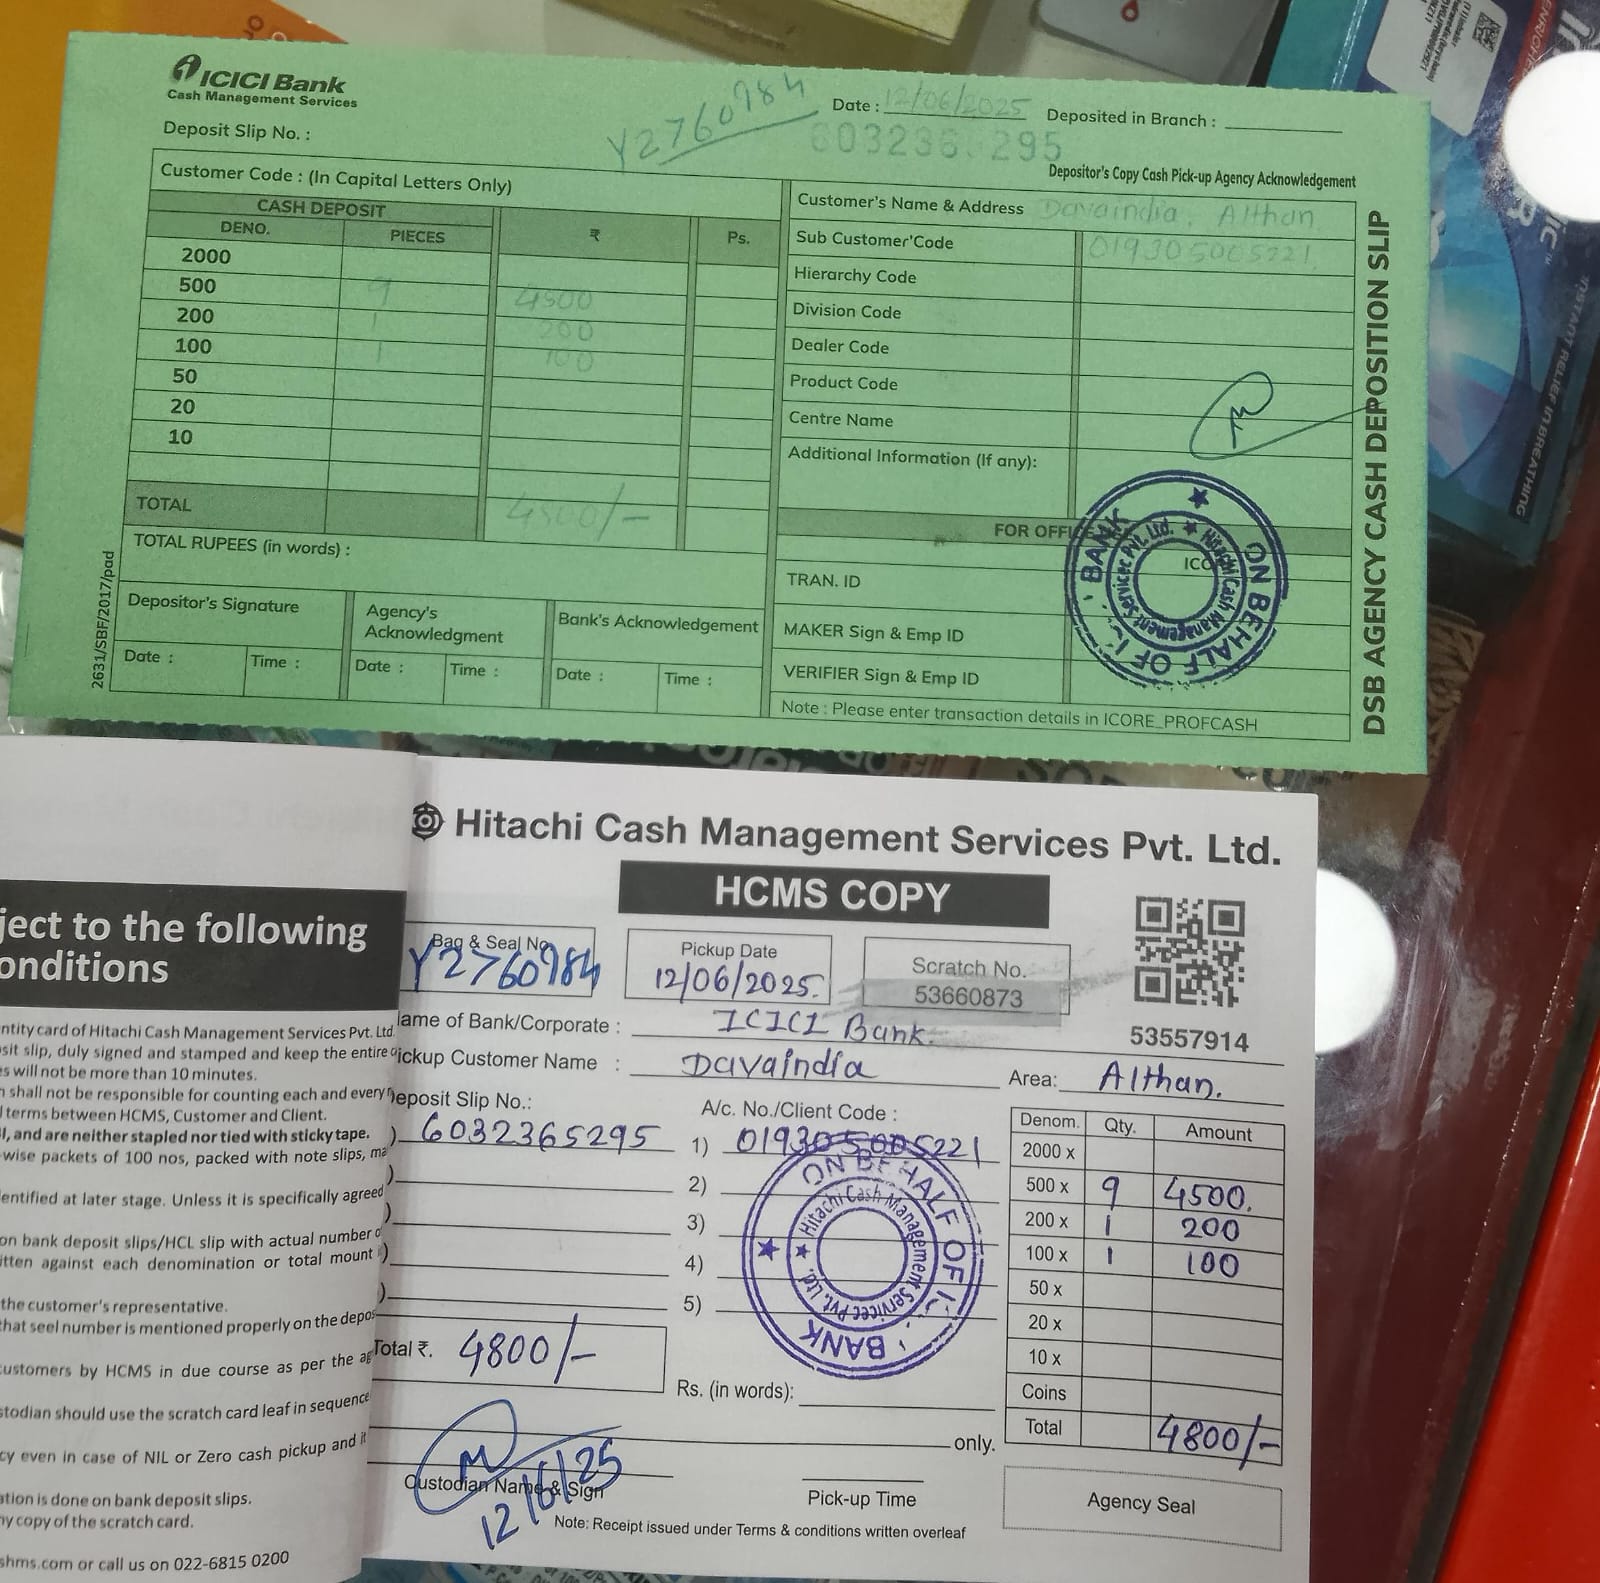 ICICI Bank
Cash Management Services
Deposit Slip No. :
Y2760984
Date : 12/06/2025
Deposited in Branch :
Depositor's Copy Cash Pick-up Agency Acknowledgement
Customer Code : (In Capital Letters Only)
CASH DEPOSIT
DENO. PIECES ₹ Ps.
2000
500 9 4500
200 1 200
100 1 100
50
20
10
TOTAL 4800/-
TOTAL RUPEES (in words) :
Depositor's Signature
Agency's Acknowledgment
Bank's Acknowledgement
Date : Time : Date : Time : Date : Time :
2631/SBF/2017/pad
Customer's Name & Address Davaindia. Althan
Sub Customer'Code 019305005221
Hierarchy Code
Division Code
Dealer Code
Product Code
Centre Name
Additional Information (If any):
FOR OFFICE
TRAN. ID
MAKER Sign & Emp ID
VERIFIER Sign & Emp ID
Note : Please enter transaction details in ICORE_PROFCASH
DSB AGENCY CASH DEPOSITION SLIP
ON BEHALF OF
BANK
Hitachi Cash Management Services Pvt. Ltd.
INSTANT RELIEF IN BREATHING
Hitachi Cash Management Services Pvt. Ltd.
HCMS COPY
Bag & Seal No.
Y2760984
Pickup Date
12/06/2025.
Scratch No.
53660873
53557914
ame of Bank/Corporate : ICICI Bank.
ickup Customer Name : Davaindia
Area: Althan.
eposit Slip No.:
6032365295
A/c. No./Client Code :
1) 019305005221
2)
3)
4)
5)
ON BEHALF OF
BANK
Hitachi Cash Management Services Pvt. Ltd.
Denom. Qty. Amount
2000 x
500 x 9 4500.
200 x 1 200
100 x 1 100
50 x
20 x
10 x
Coins
Total 4800/-
Total ₹. 4800/-
Rs. (in words):
only.
Custodian Name & Sign
12/6/25
Pick-up Time
Agency Seal
Note: Receipt issued under Terms & conditions written overleaf
ject to the following
onditions
ntity card of Hitachi Cash Management Services Pvt. Ltd.
sit slip, duly signed and stamped and keep the entire
s will not be more than 10 minutes.
shall not be responsible for counting each and every
terms between HCMS, Customer and Client.
, and are neither stapled nor tied with sticky tape.
wise packets of 100 nos, packed with note slips, ma
entified at later stage. Unless it is specifically agreed
on bank deposit slips/HCL slip with actual number o
itten against each denomination or total mount
the customer's representative.
that seel number is mentioned properly on the depos
ustomers by HCMS in due course as per the ag
stodian should use the scratch card leaf in sequence
cy even in case of NIL or Zero cash pickup and it
ation is done on bank deposit slips.
ny copy of the scratch card.
shms.com or call us on 022-6815 0200